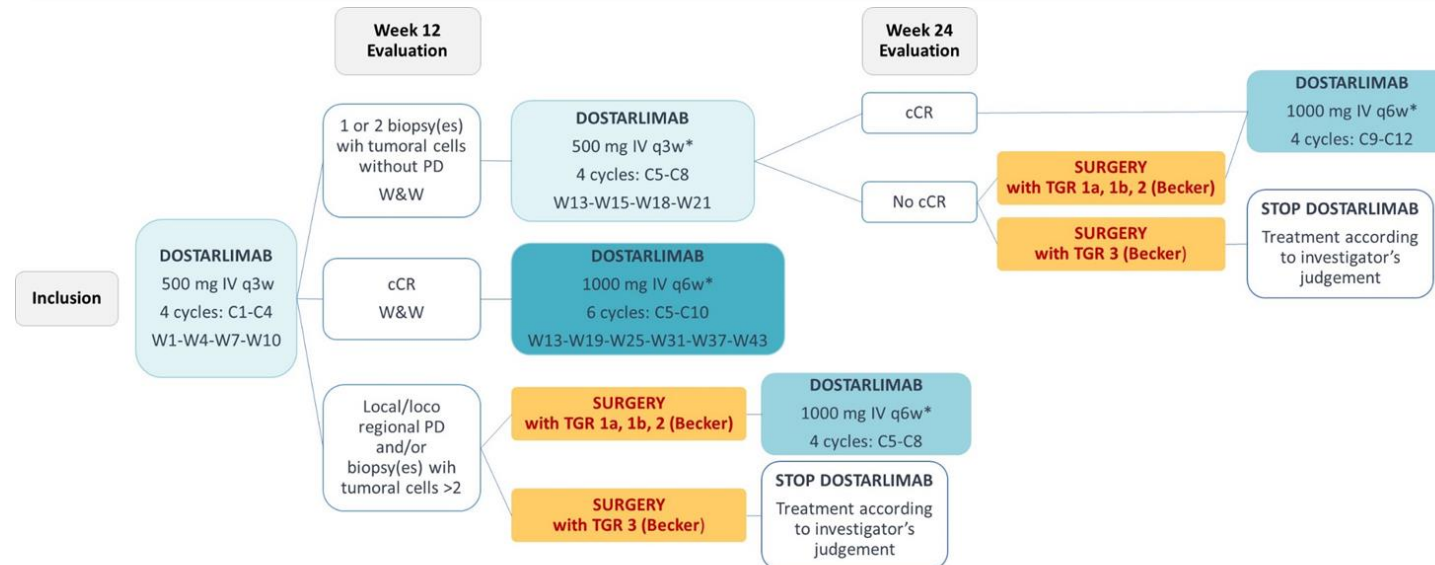 Week 12
Evaluation
Week 24
Evaluation
Inclusion
DOSTARLIMAB
500 mg IV q3w
4 cycles: C1-C4
W1-W4-W7-W10
1 or 2 biopsy(es)
wih tumoral cells
without PD
W&W
DOSTARLIMAB
500 mg IV q3w*
4 cycles: C5-C8
W13-W15-W18-W21
cCR
DOSTARLIMAB
1000 mg IV q6w*
4 cycles: C9-C12
No cCR
SURGERY
with TGR 1a, 1b, 2 (Becker)
SURGERY
with TGR 3 (Becker)
STOP DOSTARLIMAB
Treatment according
to investigator's
judgement
cCR
W&W
DOSTARLIMAB
1000 mg IV q6w*
6 cycles: C5-C10
W13-W19-W25-W31-W37-W43
Local/loco
regional PD
and/or
biopsy(es) wih
tumoral cells >2
SURGERY
with TGR 1a, 1b, 2 (Becker)
DOSTARLIMAB
1000 mg IV q6w*
4 cycles: C5-C8
SURGERY
with TGR 3 (Becker)
STOP DOSTARLIMAB
Treatment according
to investigator's
judgement